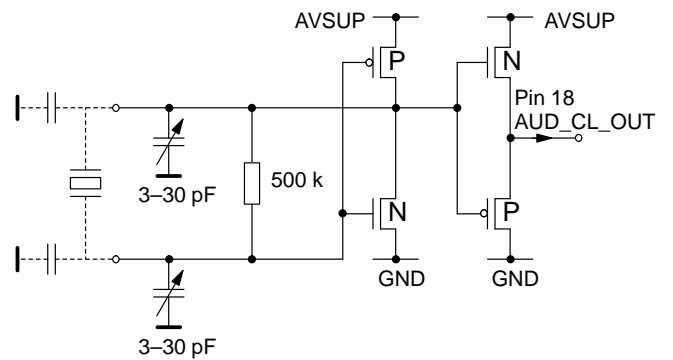 AVSUP
AVSUP
P
N
Pin 18
AUD_CL_OUT
3–30 pF
500 k
N
P
GND
GND
3–30 pF